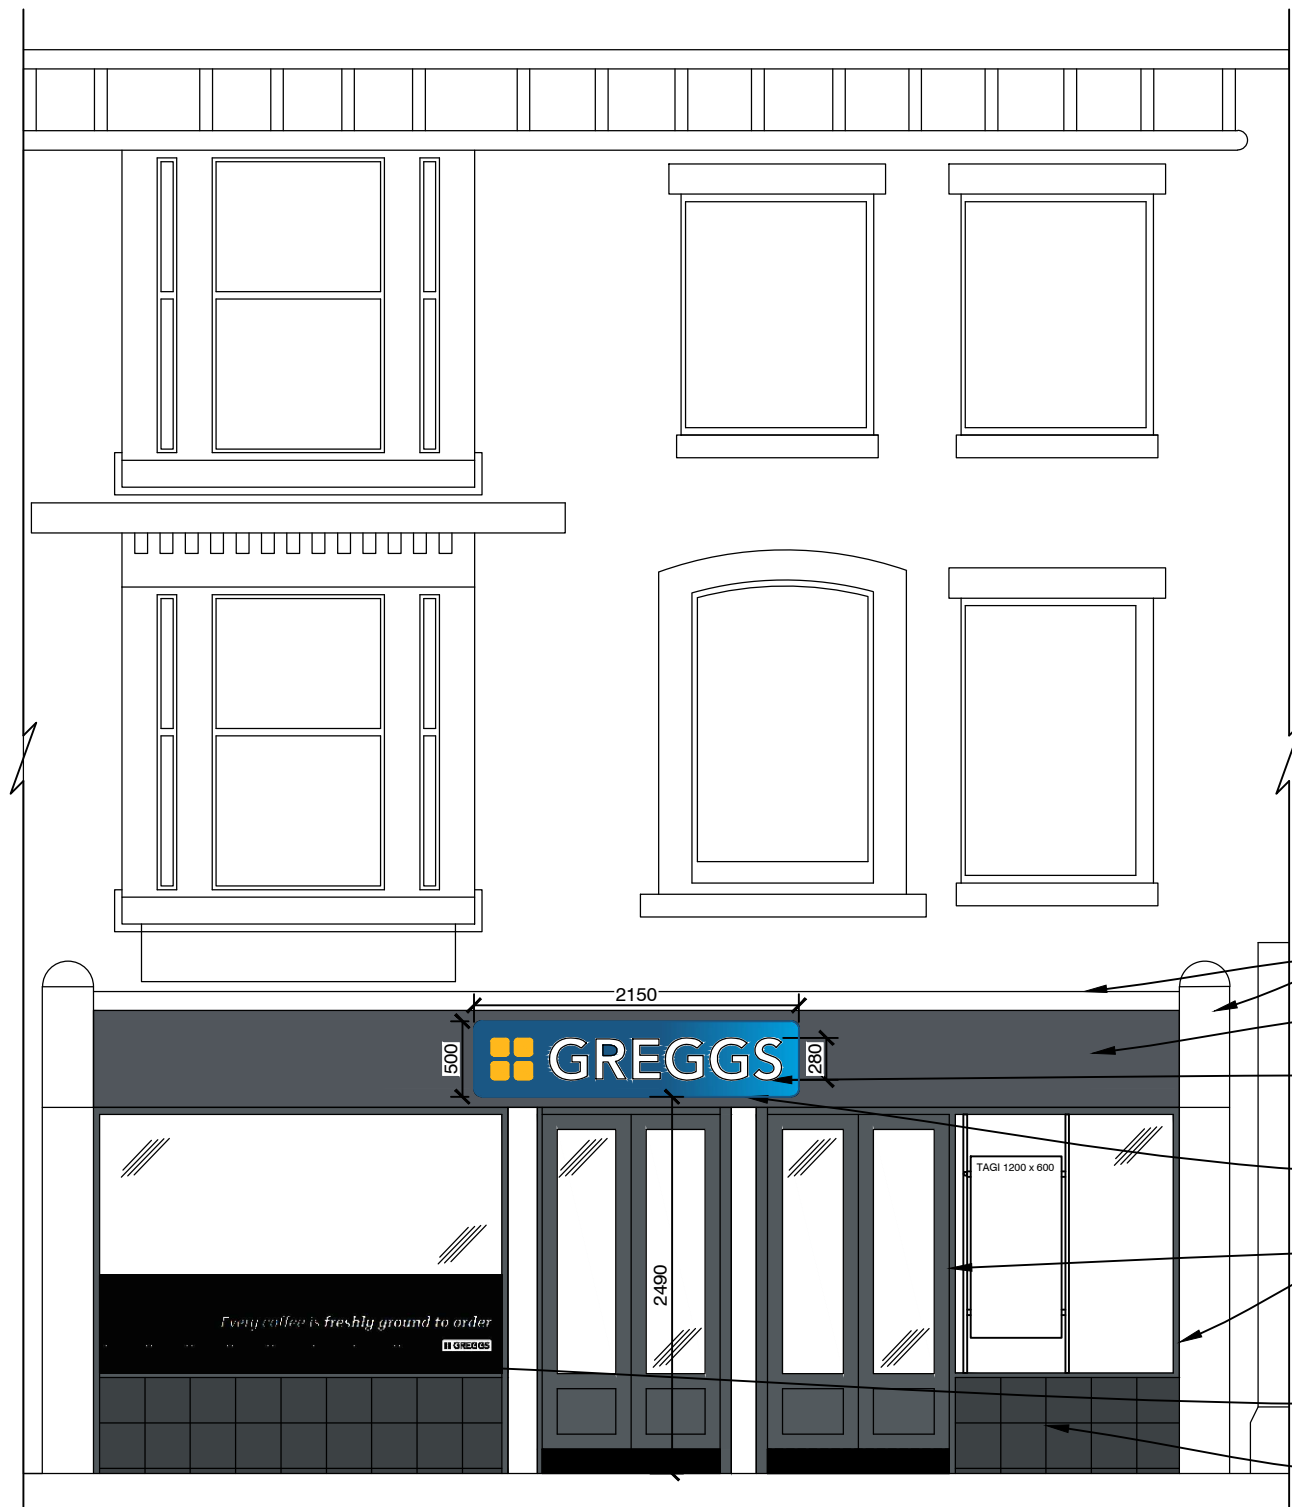 2150
500
GREGGS
280
TAGI 1200 x 600
2490
Every coffee is freshly ground to order
GREGGS